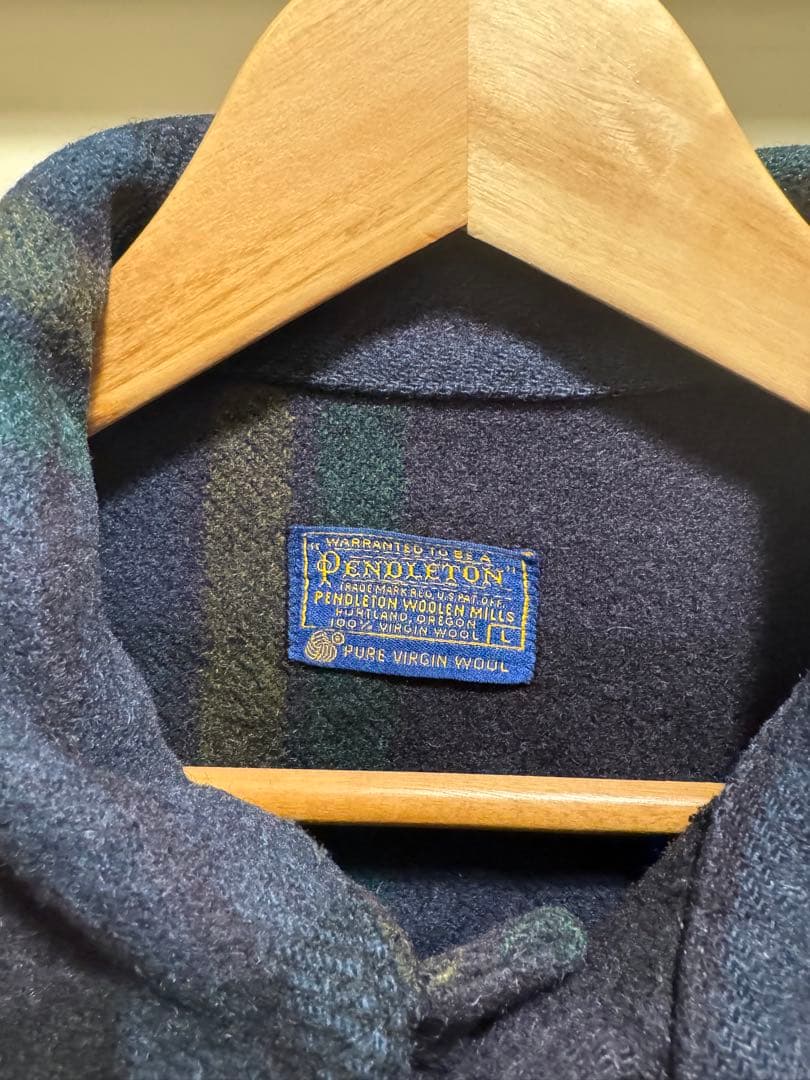 "WARRANTED TO BE A
PENDLETON"
TRADE MARK REG. U.S. PAT. OFF.
PENDLETON WOOLEN MILLS
PORTLAND, OREGON
100% VIRGIN WOOL L
® PURE VIRGIN WOOL